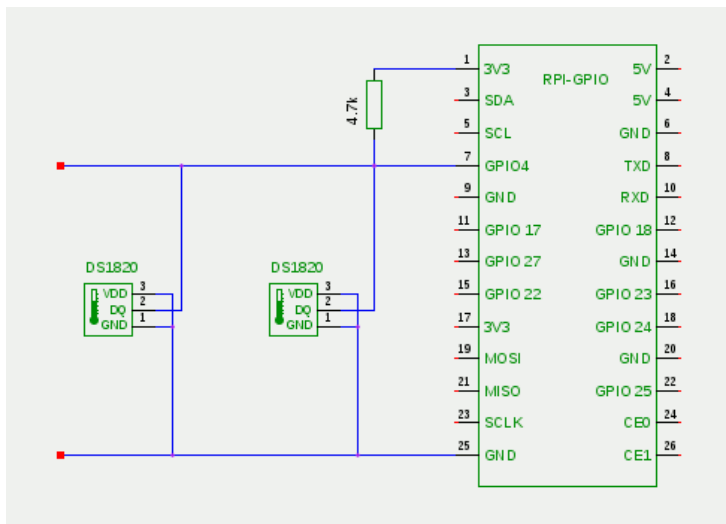 1 3V3 RPI-GPIO 5V 2
3 SDA 5V 4
4.7k
5 SCL GND 6
7 GPIO4 TXD 8
9 GND RXD 10
11 GPIO 17 GPIO 18 12
13 GPIO 27 GND 14
DS1820 DS1820
15 GPIO 22 GPIO 23 16
VDD 3 VDD 3
DQ 2 DQ 2
GND 1 GND 1
17 3V3 GPIO 24 18
19 MOSI GND 20
21 MISO GPIO 25 22
23 SCLK CE0 24
25 GND CE1 26